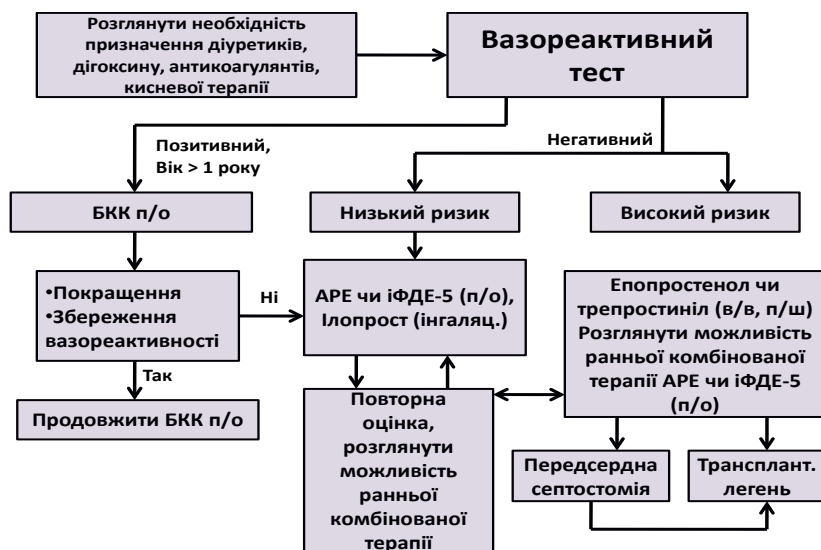 Розглянути необхідність
призначення діуретиків,
дігоксину, антикоагулянтів,
кисневої терапії
Вазореактивний
тест
Позитивний,
Вік > 1 року
Негативний
БКК п/о
Низький ризик
Високий ризик
•Покращення
•Збереження
вазореактивності
Ні
АРЕ чи іФДЕ-5 (п/о),
Ілопрост (інгаляц.)
Епопростенол чи
трепростиніл (в/в, п/ш)
Розглянути можливість
ранньої комбінованої
терапії АРЕ чи іФДЕ-5
(п/о)
Так
Продовжити БКК п/о
Повторна
оцінка,
розглянути
можливість
ранньої
комбінованої
терапії
Передсердна
септостомія
Трансплант.
легень